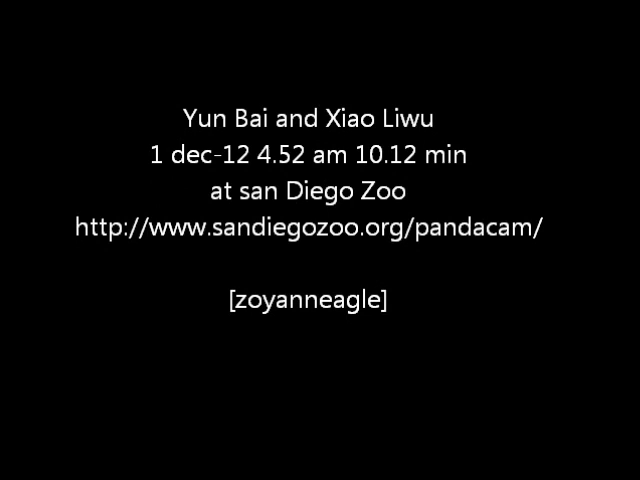 Yun Bai and Xiao Liwu
1 dec-12 4.52 am 10.12 min
at san Diego Zoo
http://www.sandiegozoo.org/pandacam/
[zoyanneagle]